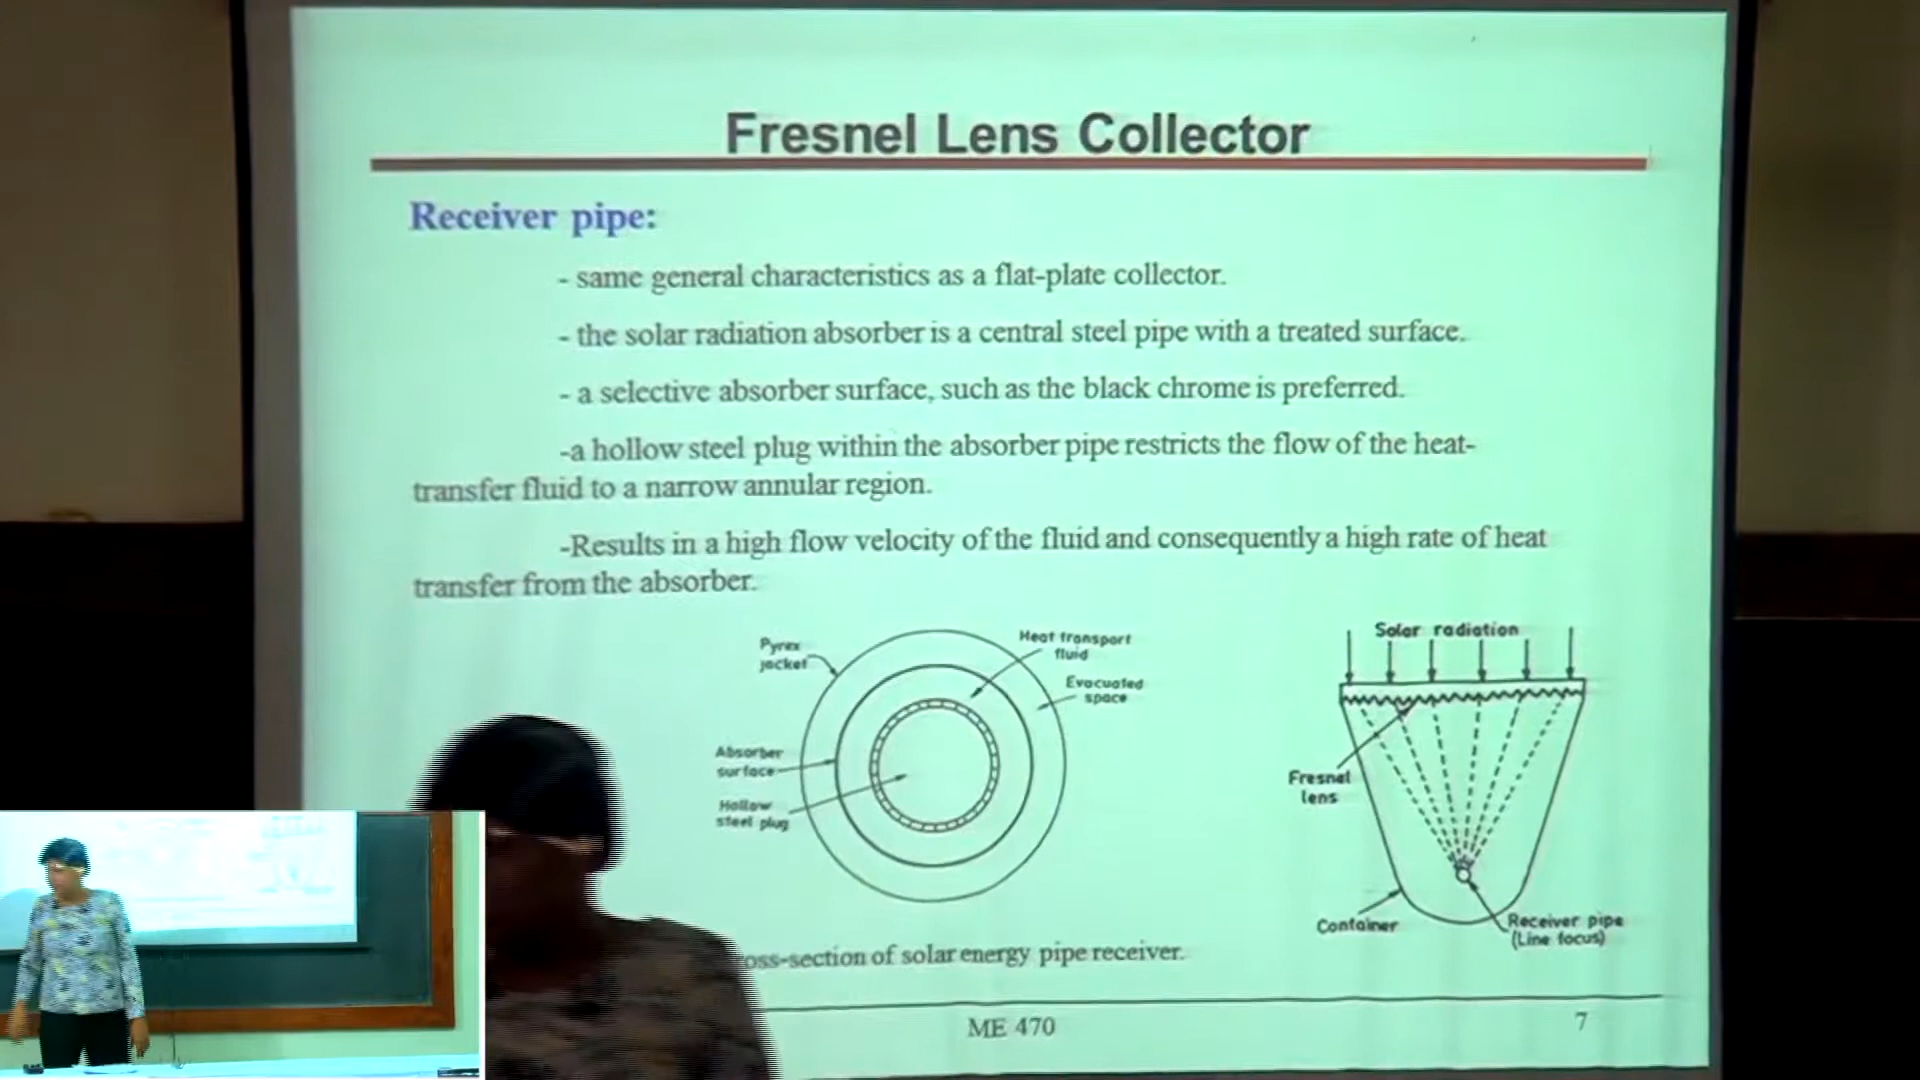 Fresnel Lens Collector
Receiver pipe:
- same general characteristics as a flat-plate collector.
- the solar radiation absorber is a central steel pipe with a treated surface.
- a selective absorber surface, such as the black chrome is preferred.
-a hollow steel plug within the absorber pipe restricts the flow of the heat-
transfer fluid to a narrow annular region.
-Results in a high flow velocity of the fluid and consequently a high rate of heat
transfer from the absorber.
Pyrex
jacket
Heat transport
fluid
Evacuated
space
Absorber
surface
Hollow
steel plug
Solar radiation
Fresnel
lens
Container
Receiver pipe
(Line focus)
oss-section of solar energy pipe receiver.
ME 470
7